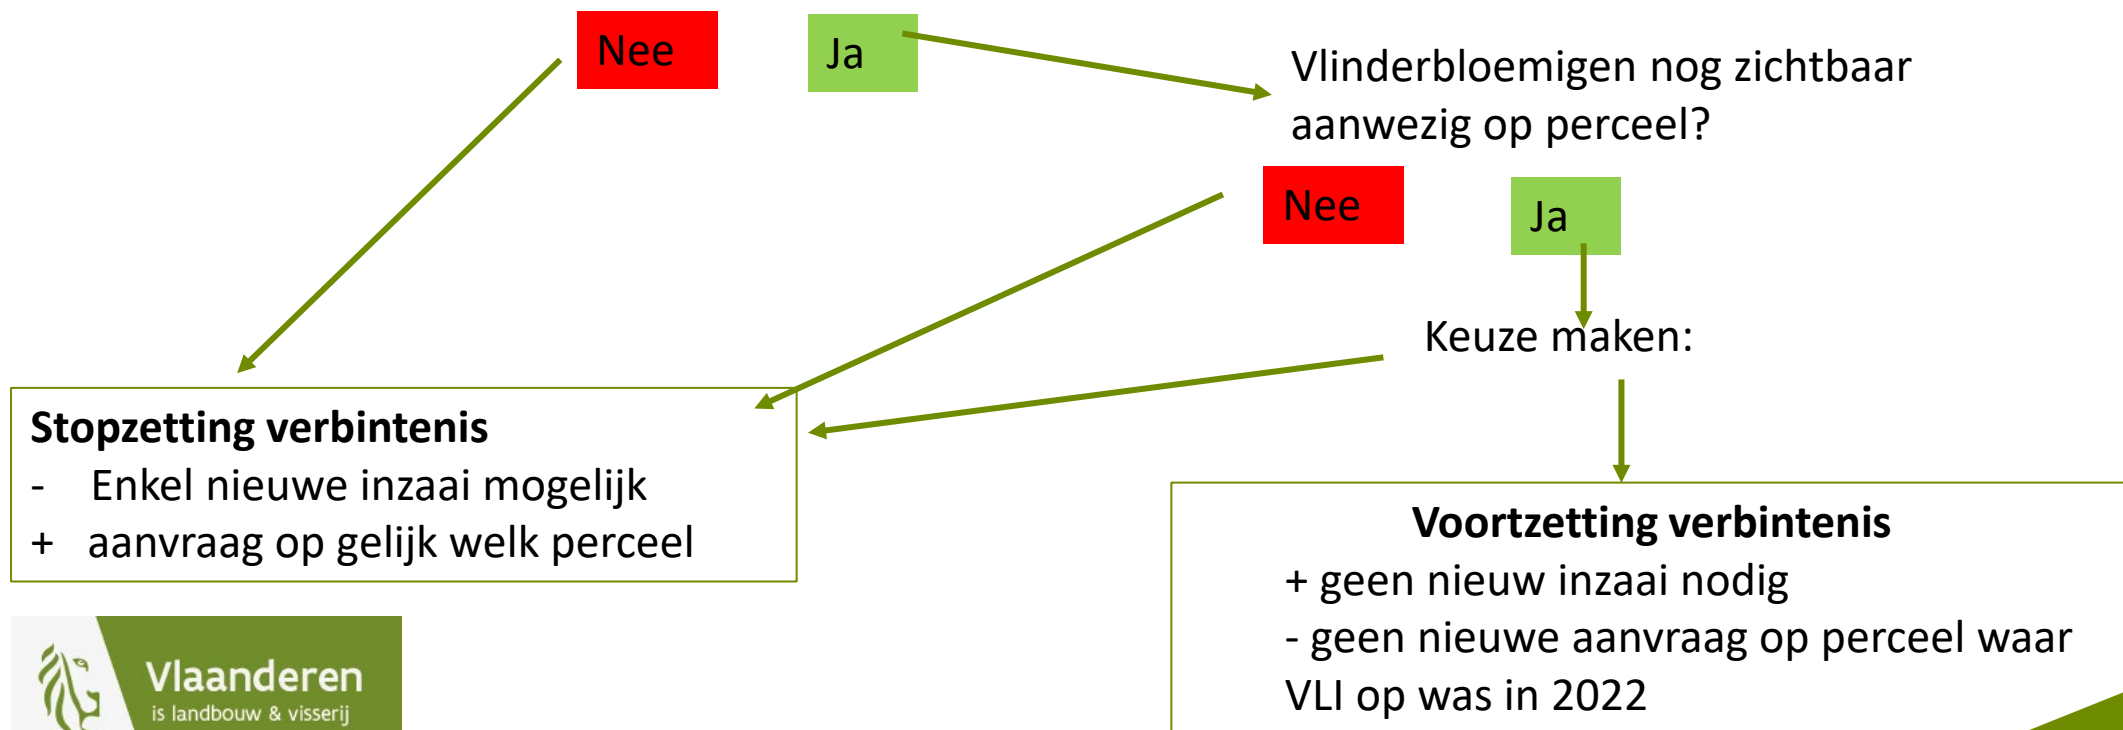 Nee
Ja
Vlinderbloemigen nog zichtbaar
aanwezig op perceel?
Nee
Ja
Keuze maken:
Stopzetting verbintenis
- Enkel nieuwe inzaai mogelijk
+ aanvraag op gelijk welk perceel
Voortzetting verbintenis
+ geen nieuw inzaai nodig
- geen nieuwe aanvraag op perceel waar
VLI op was in 2022
Vlaanderen
is landbouw & visserij